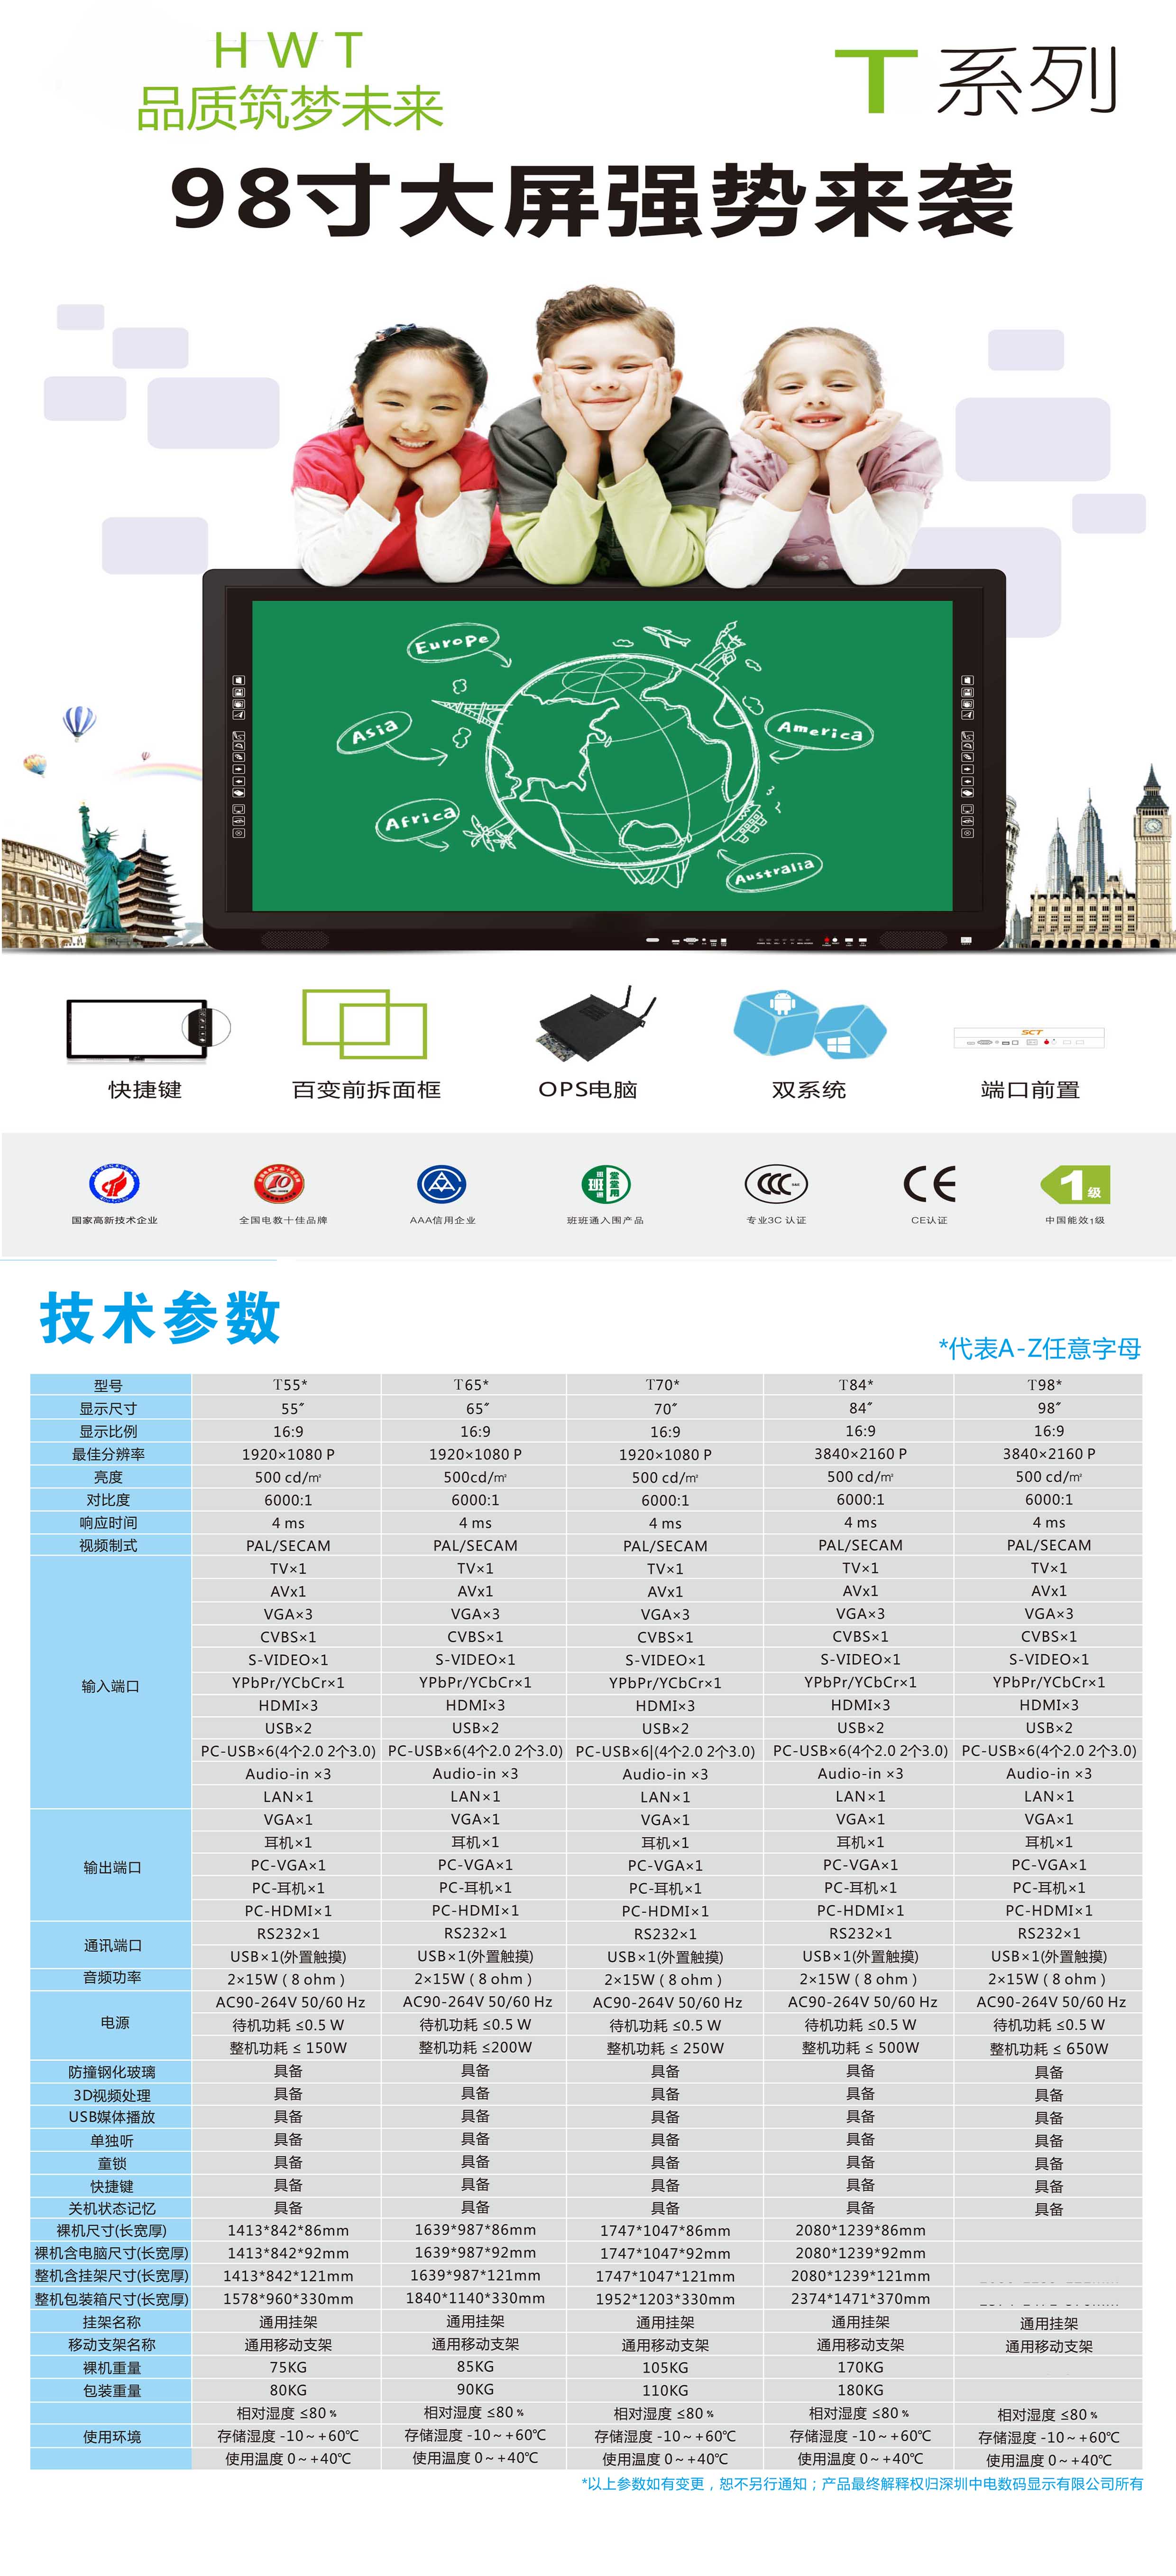 HWT
品质筑梦未来
T系列
98寸大屏强势来袭
Europe
Asia
America
Africa
Australia
SCT
快捷键 百变前拆面框 OPS电脑 双系统 端口前置
10
班班通 堂堂用
1级
国家高新技术企业 全国电教十佳品牌 AAA信用企业 班班通入围产品 专业3C 认证 CE认证 中国能效1级
技术参数
*代表A-Z任意字母
型号 T55* T65* T70* T84* T98*
显示尺寸 55″ 65″ 70″ 84″ 98″
显示比例 16:9 16:9 16:9 16:9 16:9
最佳分辨率 1920×1080 P 1920×1080 P 1920×1080 P 3840×2160 P 3840×2160 P
亮度 500 cd/㎡ 500cd/㎡ 500 cd/㎡ 500 cd/㎡ 500 cd/㎡
对比度 6000:1 6000:1 6000:1 6000:1 6000:1
响应时间 4 ms 4 ms 4 ms 4 ms 4 ms
视频制式 PAL/SECAM PAL/SECAM PAL/SECAM PAL/SECAM PAL/SECAM
输入端口
TV×1 TV×1 TV×1 TV×1 TV×1
AVx1 AVx1 AVx1 AVx1 AVx1
VGA×3 VGA×3 VGA×3 VGA×3 VGA×3
CVBS×1 CVBS×1 CVBS×1 CVBS×1 CVBS×1
S-VIDEO×1 S-VIDEO×1 S-VIDEO×1 S-VIDEO×1 S-VIDEO×1
YPbPr/YCbCr×1 YPbPr/YCbCr×1 YPbPr/YCbCr×1 YPbPr/YCbCr×1 YPbPr/YCbCr×1
HDMI×3 HDMI×3 HDMI×3 HDMI×3 HDMI×3
USB×2 USB×2 USB×2 USB×2 USB×2
PC-USB×6(4个2.0 2个3.0) PC-USB×6(4个2.0 2个3.0) PC-USB×6|(4个2.0 2个3.0) PC-USB×6(4个2.0 2个3.0) PC-USB×6(4个2.0 2个3.0)
Audio-in ×3 Audio-in ×3 Audio-in ×3 Audio-in ×3 Audio-in ×3
LAN×1 LAN×1 LAN×1 LAN×1 LAN×1
输出端口
VGA×1 VGA×1 VGA×1 VGA×1 VGA×1
耳机×1 耳机×1 耳机×1 耳机×1 耳机×1
PC-VGA×1 PC-VGA×1 PC-VGA×1 PC-VGA×1 PC-VGA×1
PC-耳机×1 PC-耳机×1 PC-耳机×1 PC-耳机×1 PC-耳机×1
PC-HDMI×1 PC-HDMI×1 PC-HDMI×1 PC-HDMI×1 PC-HDMI×1
通讯端口
RS232×1 RS232×1 RS232×1 RS232×1 RS232×1
USB×1(外置触摸) USB×1(外置触摸) USB×1(外置触摸) USB×1(外置触摸) USB×1(外置触摸)
音频功率 2×15W ( 8 ohm ) 2×15W ( 8 ohm ) 2×15W ( 8 ohm ) 2×15W ( 8 ohm ) 2×15W ( 8 ohm )
电源
AC90-264V 50/60 Hz AC90-264V 50/60 Hz AC90-264V 50/60 Hz AC90-264V 50/60 Hz AC90-264V 50/60 Hz
待机功耗 ≤0.5 W 待机功耗 ≤0.5 W 待机功耗 ≤0.5 W 待机功耗 ≤0.5 W 待机功耗 ≤0.5 W
整机功耗 ≤ 150W 整机功耗 ≤200W 整机功耗 ≤ 250W 整机功耗 ≤ 500W 整机功耗 ≤ 650W
防撞钢化玻璃 具备 具备 具备 具备 具备
3D视频处理 具备 具备 具备 具备 具备
USB媒体播放 具备 具备 具备 具备 具备
单独听 具备 具备 具备 具备 具备
童锁 具备 具备 具备 具备 具备
快捷键 具备 具备 具备 具备 具备
关机状态记忆 具备 具备 具备 具备 具备
裸机尺寸(长宽厚) 1413*842*86mm 1639*987*86mm 1747*1047*86mm 2080*1239*86mm
裸机含电脑尺寸(长宽厚) 1413*842*92mm 1639*987*92mm 1747*1047*92mm 2080*1239*92mm
整机含挂架尺寸(长宽厚) 1413*842*121mm 1639*987*121mm 1747*1047*121mm 2080*1239*121mm
整机包装箱尺寸(长宽厚) 1578*960*330mm 1840*1140*330mm 1952*1203*330mm 2374*1471*370mm
挂架名称 通用挂架 通用挂架 通用挂架 通用挂架 通用挂架
移动支架名称 通用移动支架 通用移动支架 通用移动支架 通用移动支架 通用移动支架
裸机重量 75KG 85KG 105KG 170KG
包装重量 80KG 90KG 110KG 180KG
使用环境
相对湿度 ≤80﹪ 相对湿度 ≤80﹪ 相对湿度 ≤80﹪ 相对湿度 ≤80﹪ 相对湿度 ≤80﹪
存储湿度 -10～+60℃ 存储湿度 -10～+60℃ 存储湿度 -10～+60℃ 存储湿度 -10～+60℃ 存储湿度 -10～+60℃
使用温度 0～+40℃ 使用温度 0～+40℃ 使用温度 0～+40℃ 使用温度 0～+40℃ 使用温度 0～+40℃
*以上参数如有变更，恕不另行通知；产品最终解释权归深圳中电数码显示有限公司所有